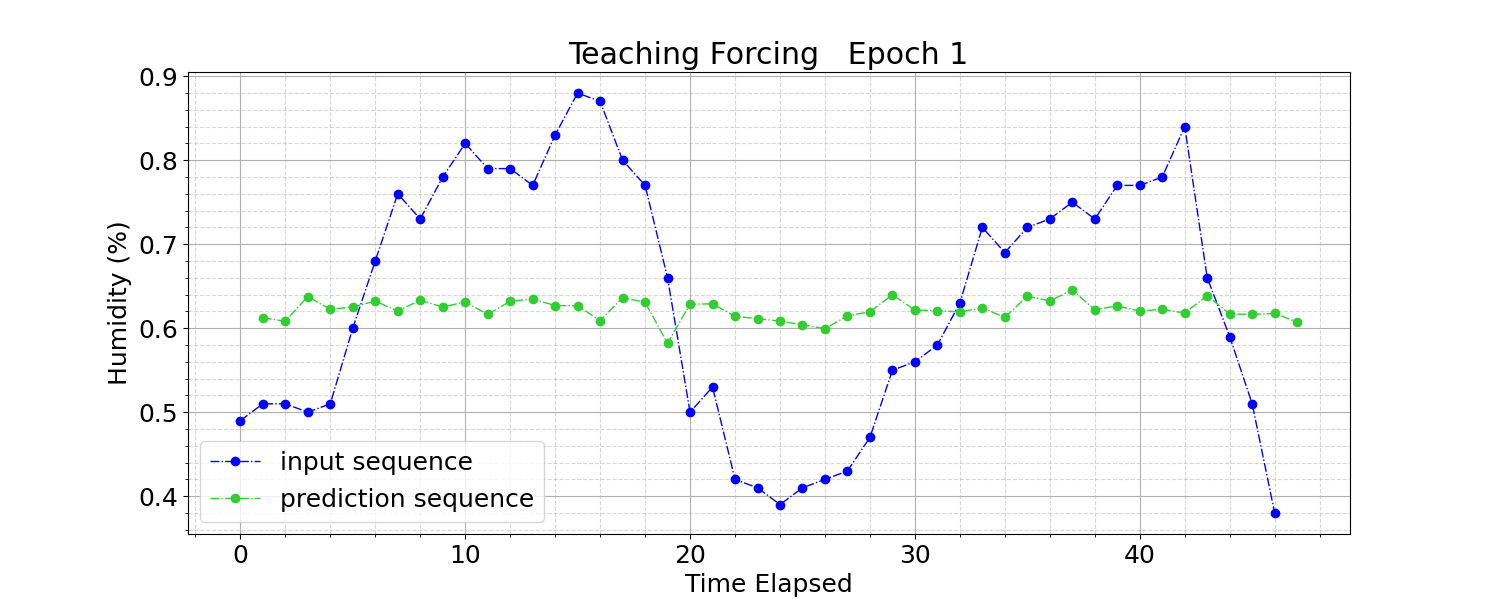 Teaching Forcing   Epoch 1
Humidity (%)
0.9
0.8
0.7
0.6
0.5
0.4
input sequence
prediction sequence
0 10 20 30 40
Time Elapsed